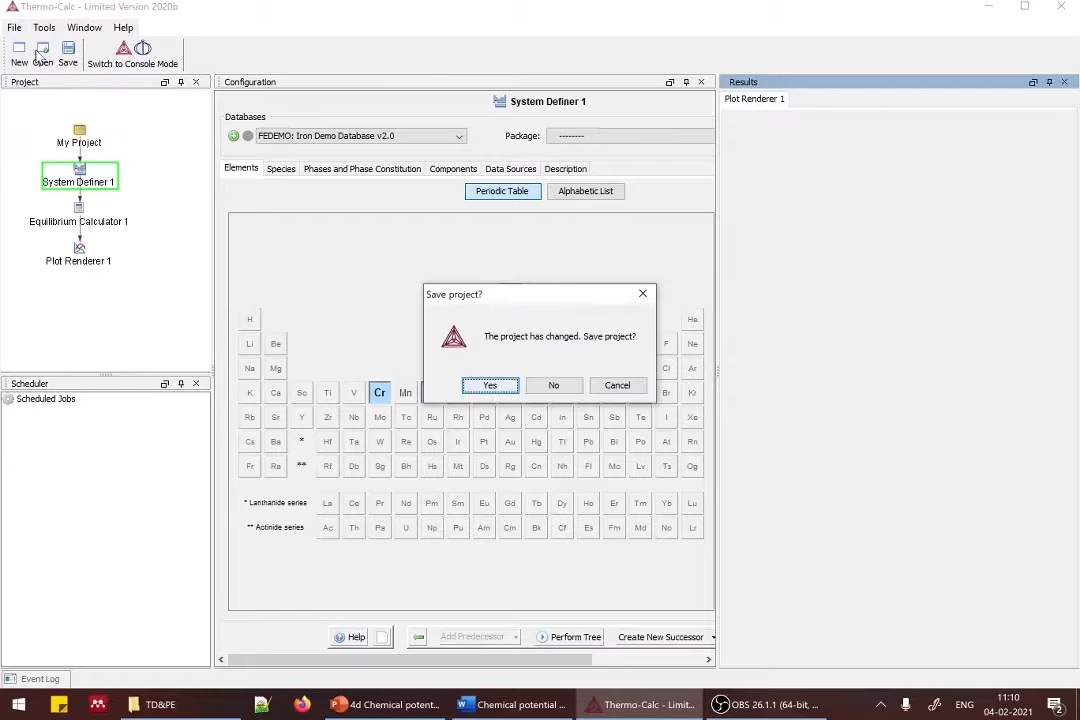 Thermo-Calc - Limited Version 2020b
File Tools Window Help
New Open Save Switch to Console Mode
Project
My Project
System Definer 1
Equilibrium Calculator 1
Plot Renderer 1
Scheduler
Scheduled Jobs
Configuration
System Definer 1
Databases
FEDEMO: Iron Demo Database v2.0 Package: --------
Elements Species Phases and Phase Constitution Components Data Sources Description
Periodic Table Alphabetic List
Save project?
The project has changed. Save project?
Yes No Cancel
H He
Li Be F Ne
Na Mg Cl Ar
K Ca Sc Ti V Cr Mn Br Kr
Rb Sr Y Zr Nb Mo Tc Ru Rh Pd Ag Cd In Sn Sb Te I Xe
Cs Ba * Hf Ta W Re Os Ir Pt Au Hg Tl Pb Bi Po At Rn
Fr Ra ** Rf Db Sg Bh Hs Mt Ds Rg Cn Nh Fl Mc Lv Ts Og
* Lanthanide series La Ce Pr Nd Pm Sm Eu Gd Tb Dy Ho Er Tm Yb Lu
** Actinide series Ac Th Pa U Np Pu Am Cm Bk Cf Es Fm Md No Lr
Help Add Predecessor Perform Tree Create New Successor
Results
Plot Renderer 1
Event Log
TD&PE 4d Chemical potent... Chemical potential ... Thermo-Calc - Limit... OBS 26.1.1 (64-bit, ... ENG 11:10
04-02-2021
2